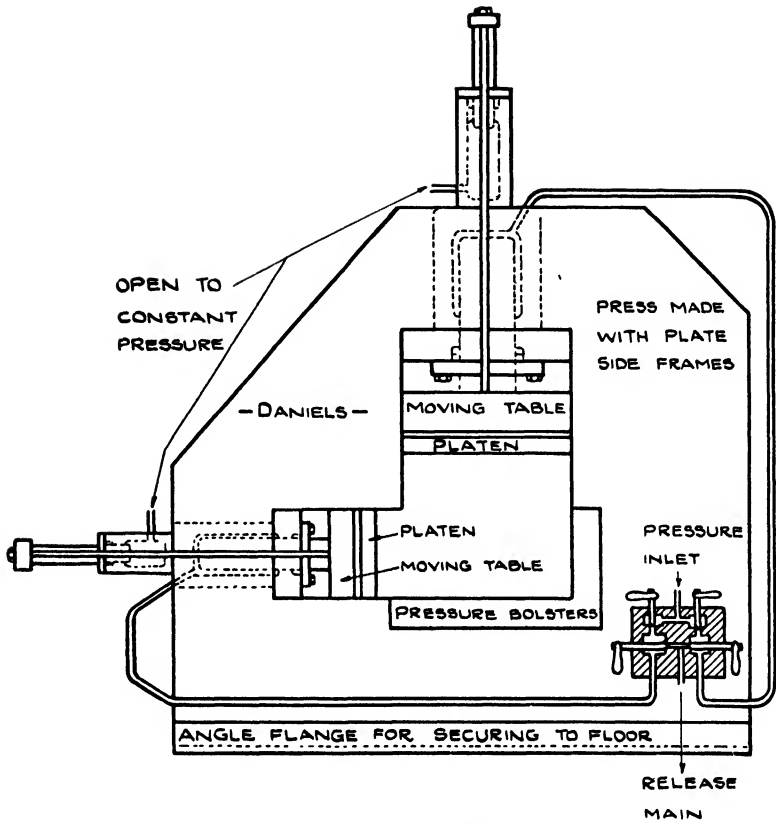 OPEN TO
CONSTANT
PRESSURE
PRESS MADE
WITH PLATE
SIDE FRAMES
-DANIELS-
MOVING TABLE
PLATEN
PLATEN
MOVING TABLE
PRESSURE BOLSTERS
PRESSURE
INLET
ANGLE FLANGE FOR SECURING TO FLOOR
RELEASE
MAIN